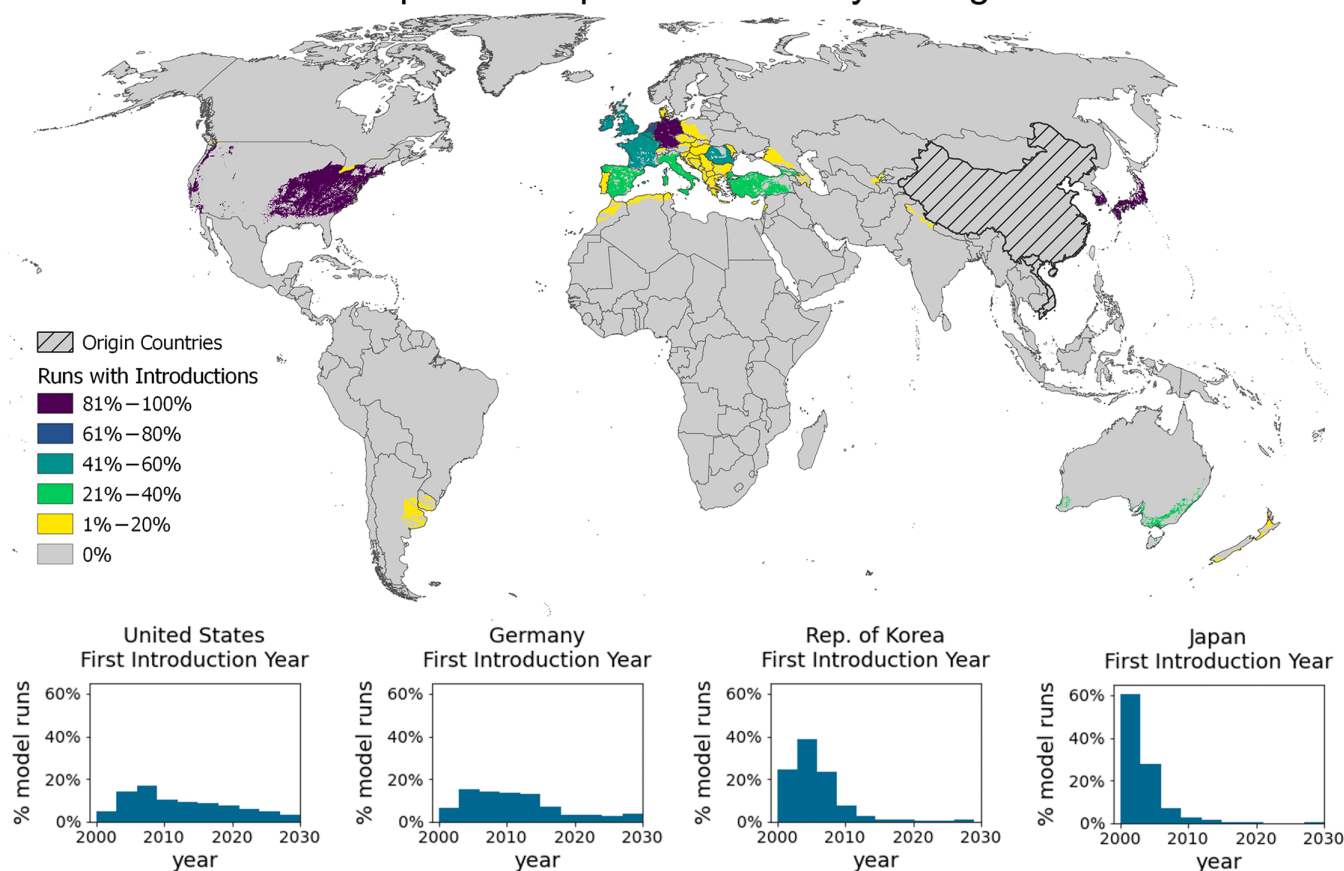 Origin Countries
Runs with Introductions
81%−100%
61%−80%
41%−60%
21%−40%
1%−20%
0%
United States
First Introduction Year
% model runs
60%
40%
20%
0%
2000
2010
2020
2030
year
Germany
First Introduction Year
% model runs
60%
40%
20%
0%
2000
2010
2020
2030
year
Rep. of Korea
First Introduction Year
% model runs
60%
40%
20%
0%
2000
2010
2020
2030
year
Japan
First Introduction Year
% model runs
60%
40%
20%
0%
2000
2010
2020
2030
year